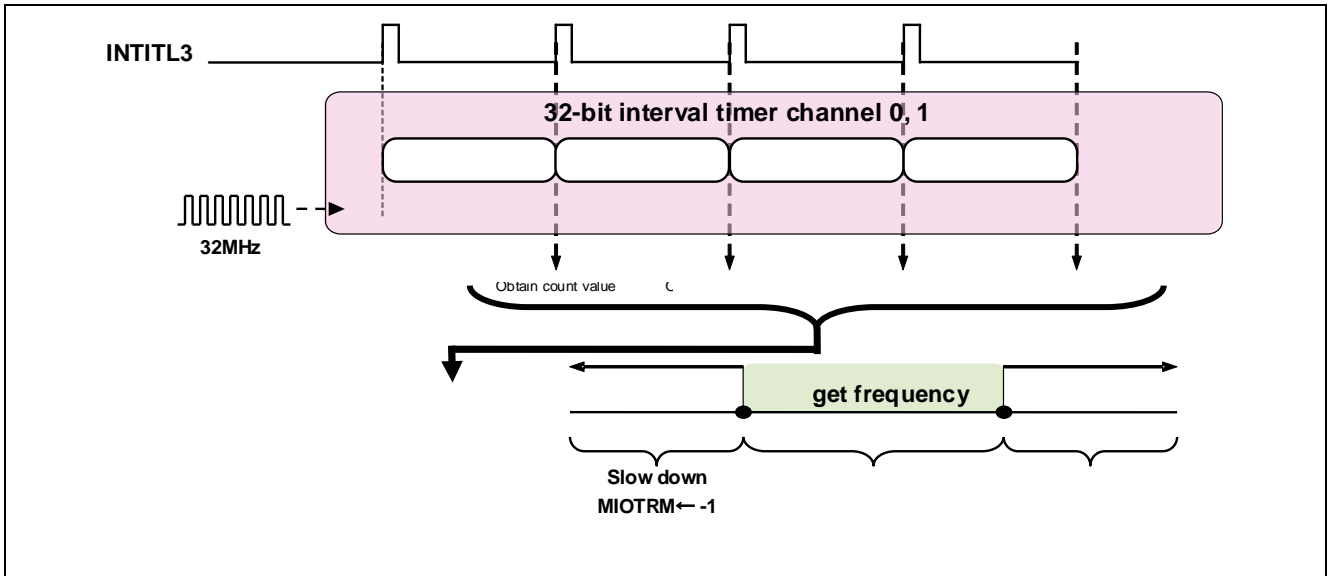 INTITL3
32-bit interval timer channel 0, 1
32MHz
Obtain count value
get frequency
Slow down
MIOTRM← -1